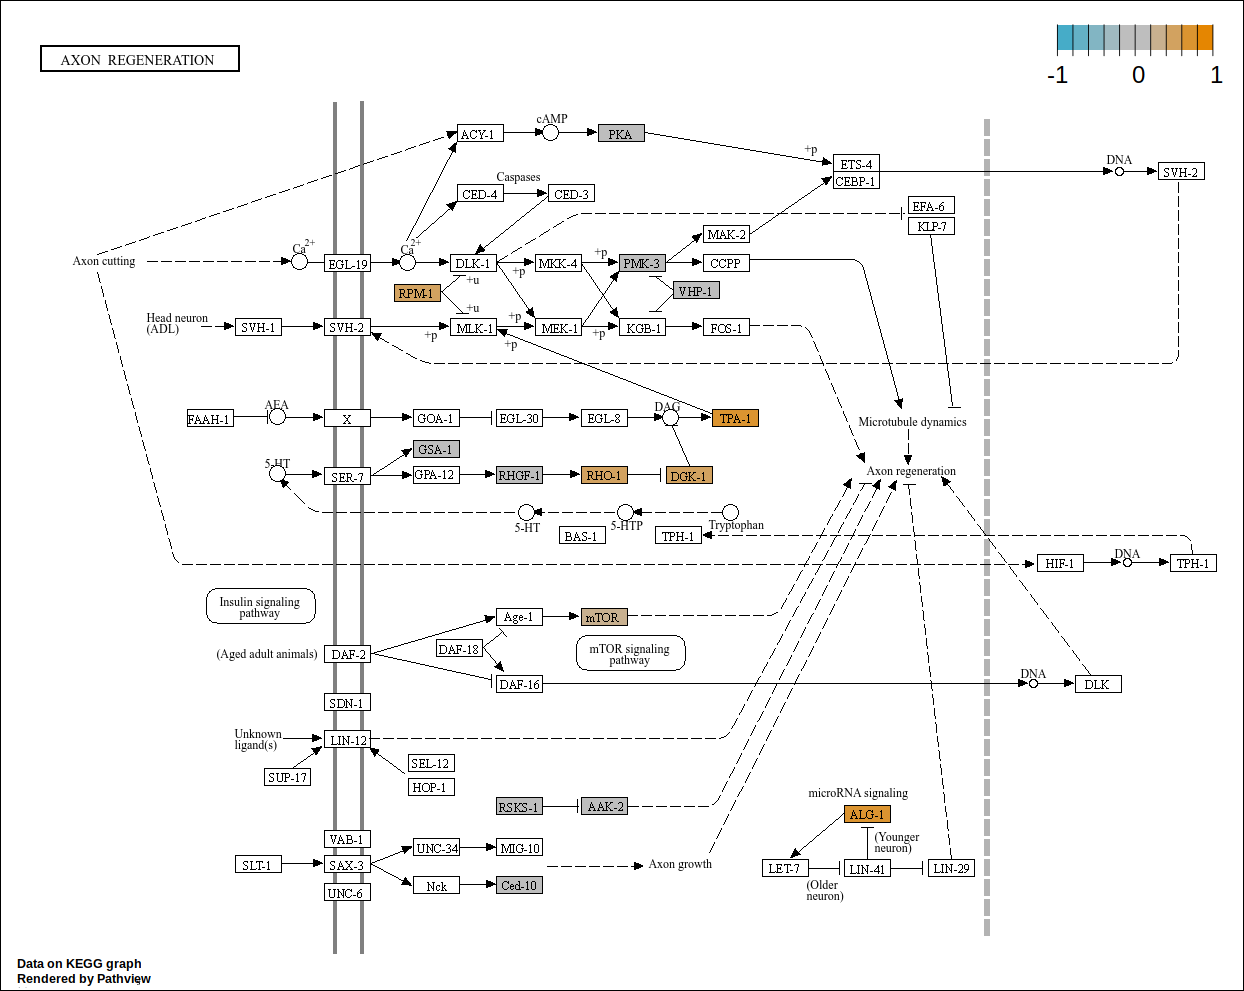 AXON REGENERATION
-1 0 1
cAMP
ACY-1
PKA
+p
ETS-4
CEBP-1
DNA
SVH-2
Caspases
CED-4
CED-3
EFA-6
KLP-7
MAK-2
Axon cutting
Ca2+
EGL-19
Ca2+
DLK-1
+p
MKK-4
+p
PMK-3
CCPP
RPM-1
+u
+u
VHP-1
Head neuron
(ADL)
SVH-1
SVH-2
+p
MLK-1
+p
+p
MEK-1
+p
KGB-1
FOS-1
FAAH-1
AEA
X
GOA-1
EGL-30
EGL-8
DAG
TPA-1
Microtubule dynamics
GSA-1
5-HT
SER-7
GPA-12
RHGF-1
RHO-1
DGK-1
Axon regeneration
5-HT
5-HTP
Tryptophan
BAS-1
TPH-1
HIF-1
DNA
TPH-1
Insulin signaling
pathway
Age-1
mTOR
(Aged adult animals)
DAF-2
DAF-18
mTOR signaling
pathway
DAF-16
DNA
DLK
SDN-1
Unknown
ligand(s)
LIN-12
SUP-17
SEL-12
HOP-1
RSKS-1
AAK-2
microRNA signaling
ALG-1
(Younger
neuron)
VAB-1
UNC-34
MIG-10
SLT-1
SAX-3
Axon growth
LET-7
LIN-41
LIN-29
(Older
neuron)
Nck
Ced-10
UNC-6
Data on KEGG graph
Rendered by Pathview